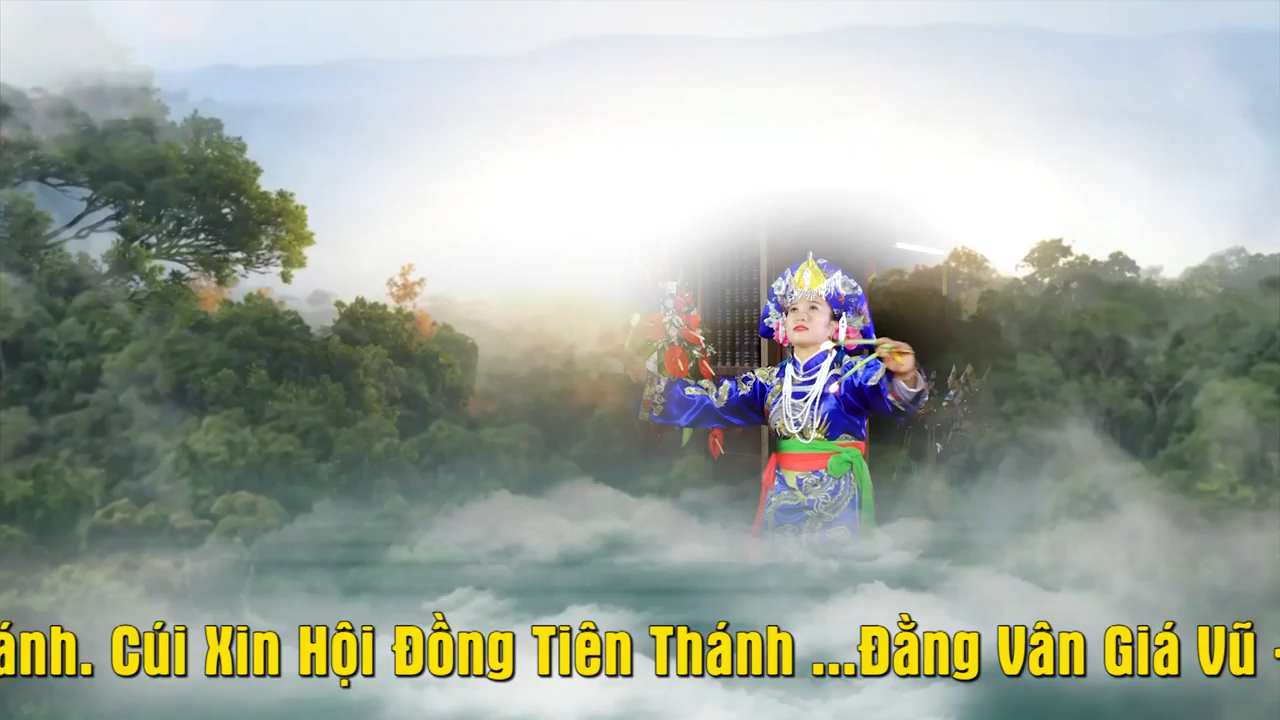 ánh. Cúi Xin Hội Đồng Tiên Thánh ...Đằng Vân Giá Vũ -